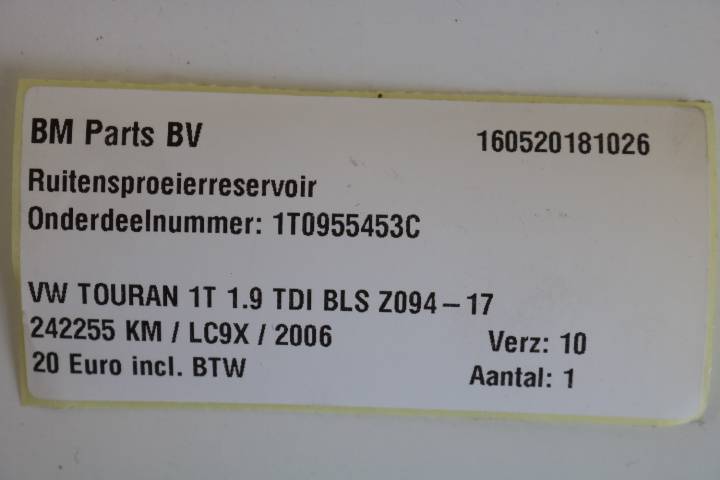 BM Parts BV 160520181026
Ruitensproeierreservoir
Onderdeelnummer: 1T0955453C
VW TOURAN 1T 1.9 TDI BLS Z094 – 17
242255 KM / LC9X / 2006 Verz: 10
20 Euro incl. BTW Aantal: 1